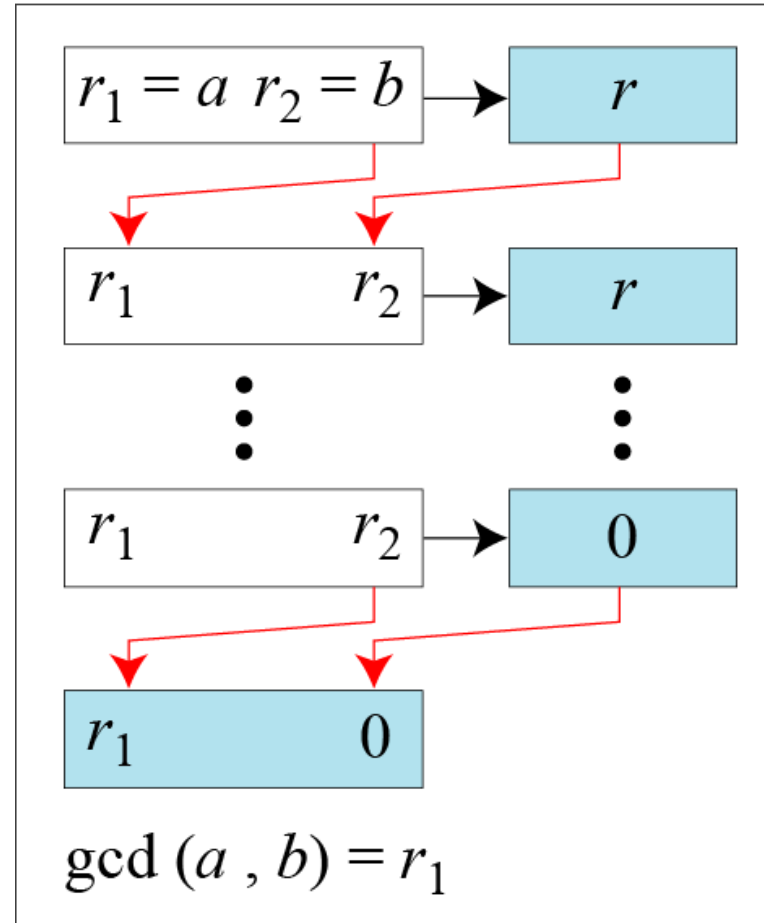 r₁ = a r₂ = b r
r₁ r₂ r
r₁ r₂ 0
r₁ 0
gcd (a , b) = r₁